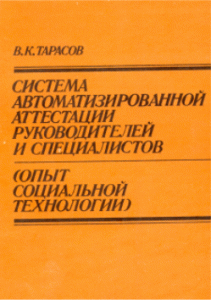 В.К.ТАРАСОВ
СИСТЕМА
АВТОМАТИЗИРОВАННОЙ
АТТЕСТАЦИИ
РУКОВОДИТЕЛЕЙ
И СПЕЦИАЛИСТОВ
(ОПЫТ
СОЦИАЛЬНОЙ
ТЕХНОЛОГИИ)